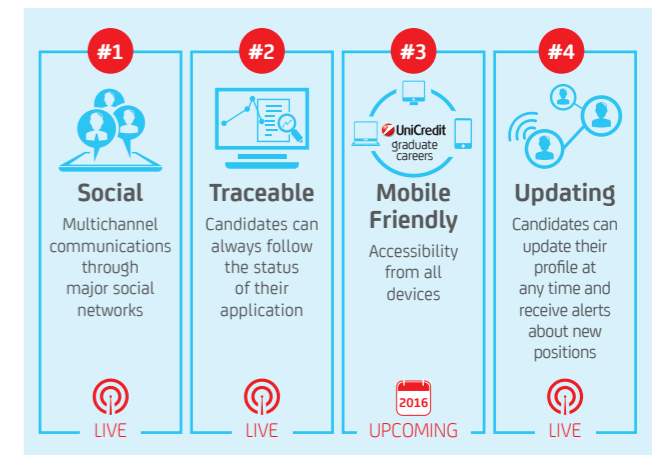 #1
Social
Multichannel
communications
through
major social
networks
LIVE
#2
Traceable
Candidates can
always follow
the status
of their
application
LIVE
#3
UniCredit
graduate
careers
Mobile
Friendly
Accessibility
from all
devices
2016
UPCOMING
#4
Updating
Candidates can
update their
profile at
any time and
receive alerts
about new
positions
LIVE